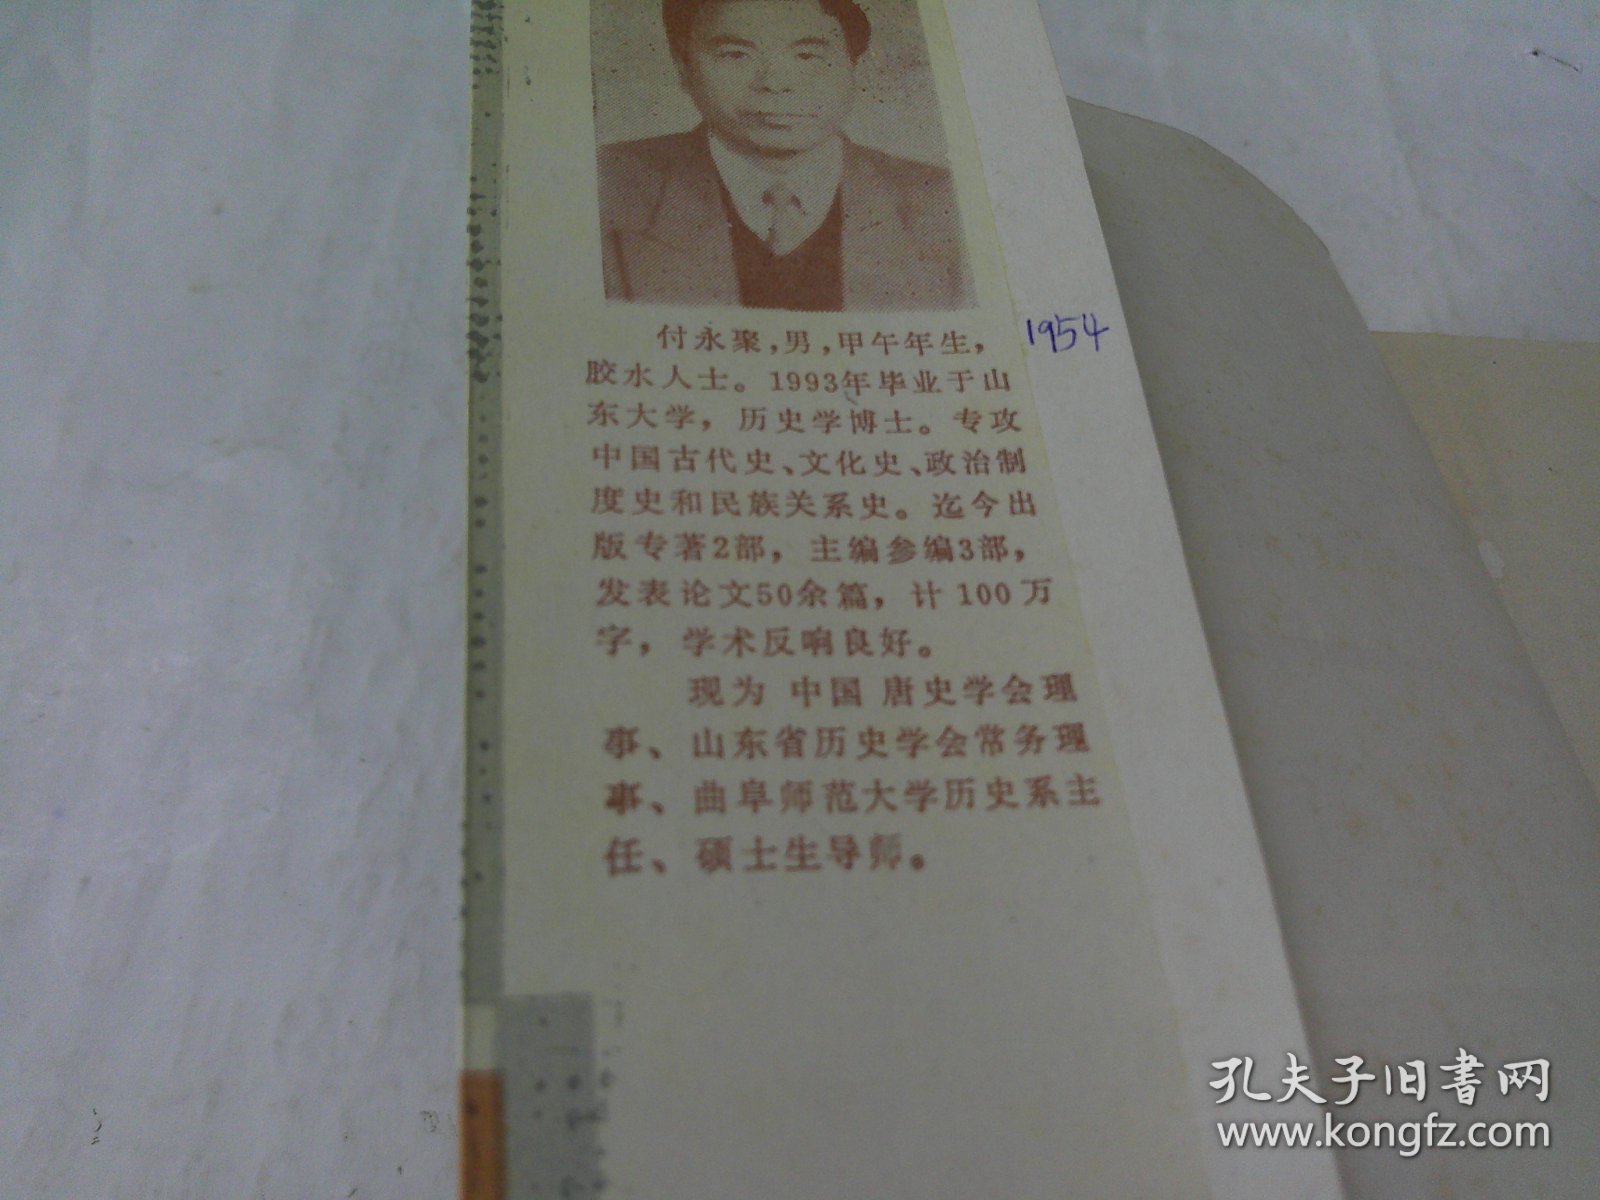 付永聚,男,甲午年生,
1954
胶水人士。1993年毕业于山
东大学，历史学博士。专攻
中国古代史、文化史、政治制
度史和民族关系史。迄今出
版专著2部，主编参编3部，
发表论文50余篇，计100万
字，学术反响良好。
现为中国唐史学会理
事、山东省历史学会常务理
事、曲阜师范大学历史系主
任、硕士生导师。
孔夫子旧書网
www.kongfz.com